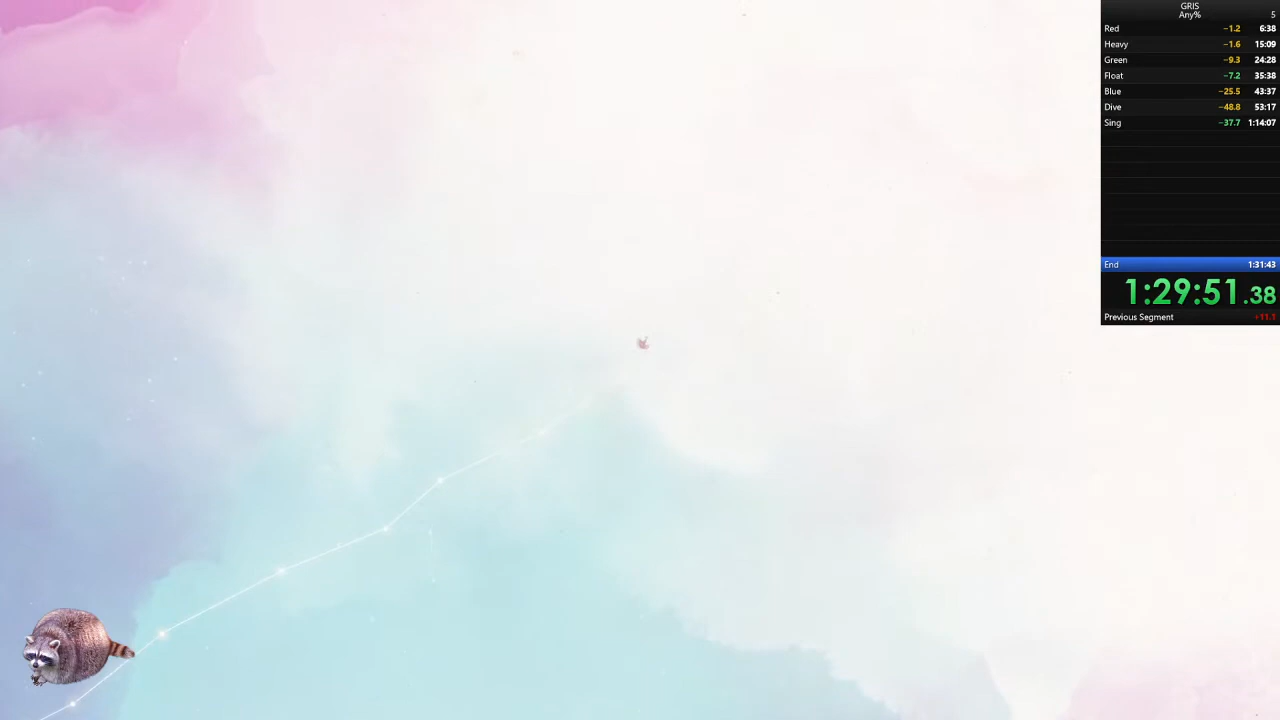 GRIS
Any% 5
Red −1.2 6:38
Heavy −1.6 15:09
Green −9.3 24:28
Float −7.2 35:38
Blue −25.5 43:37
Dive −48.8 53:17
Sing −37.7 1:14:07
End 1:31:43
1:29:51.38
Previous Segment +11.1